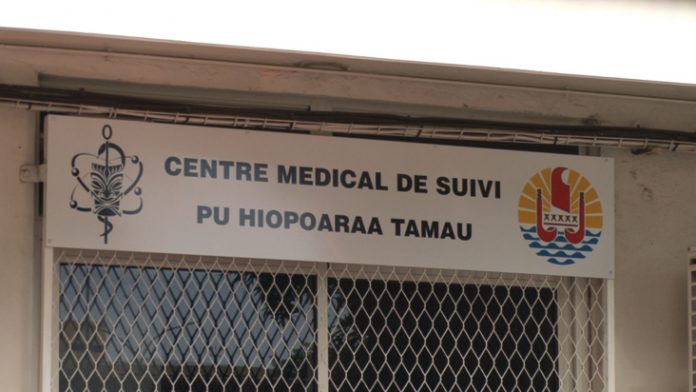 CENTRE MEDICAL DE SUIVI
PU HIOPOARAA TAMAU